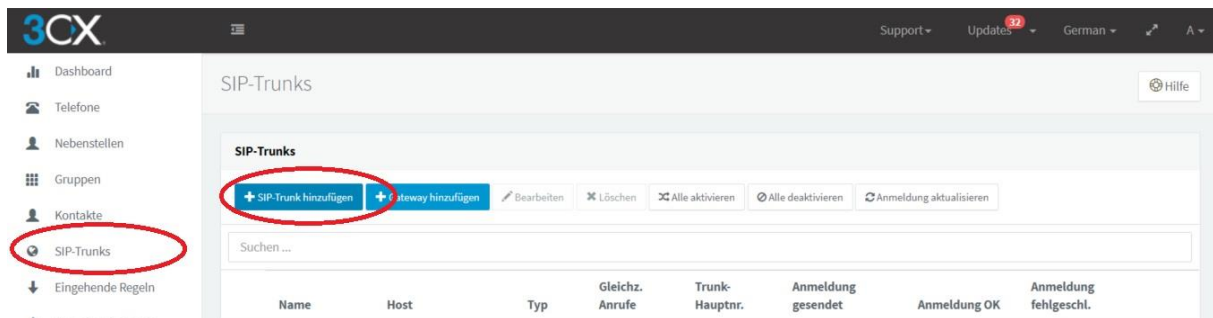 3CX
Support
Updates
32
German
A
Dashboard
Telefone
Nebenstellen
Gruppen
Kontakte
SIP-Trunks
Eingehende Regeln
SIP-Trunks
Hilfe
SIP-Trunks
SIP-Trunk hinzufügen
Gateway hinzufügen
Bearbeiten
Löschen
Alle aktivieren
Alle deaktivieren
Anmeldung aktualisieren
Suchen ...
Name
Host
Typ
Gleichz.
Anrufe
Trunk-
Hauptnr.
Anmeldung
gesendet
Anmeldung OK
Anmeldung
fehlgeschl.